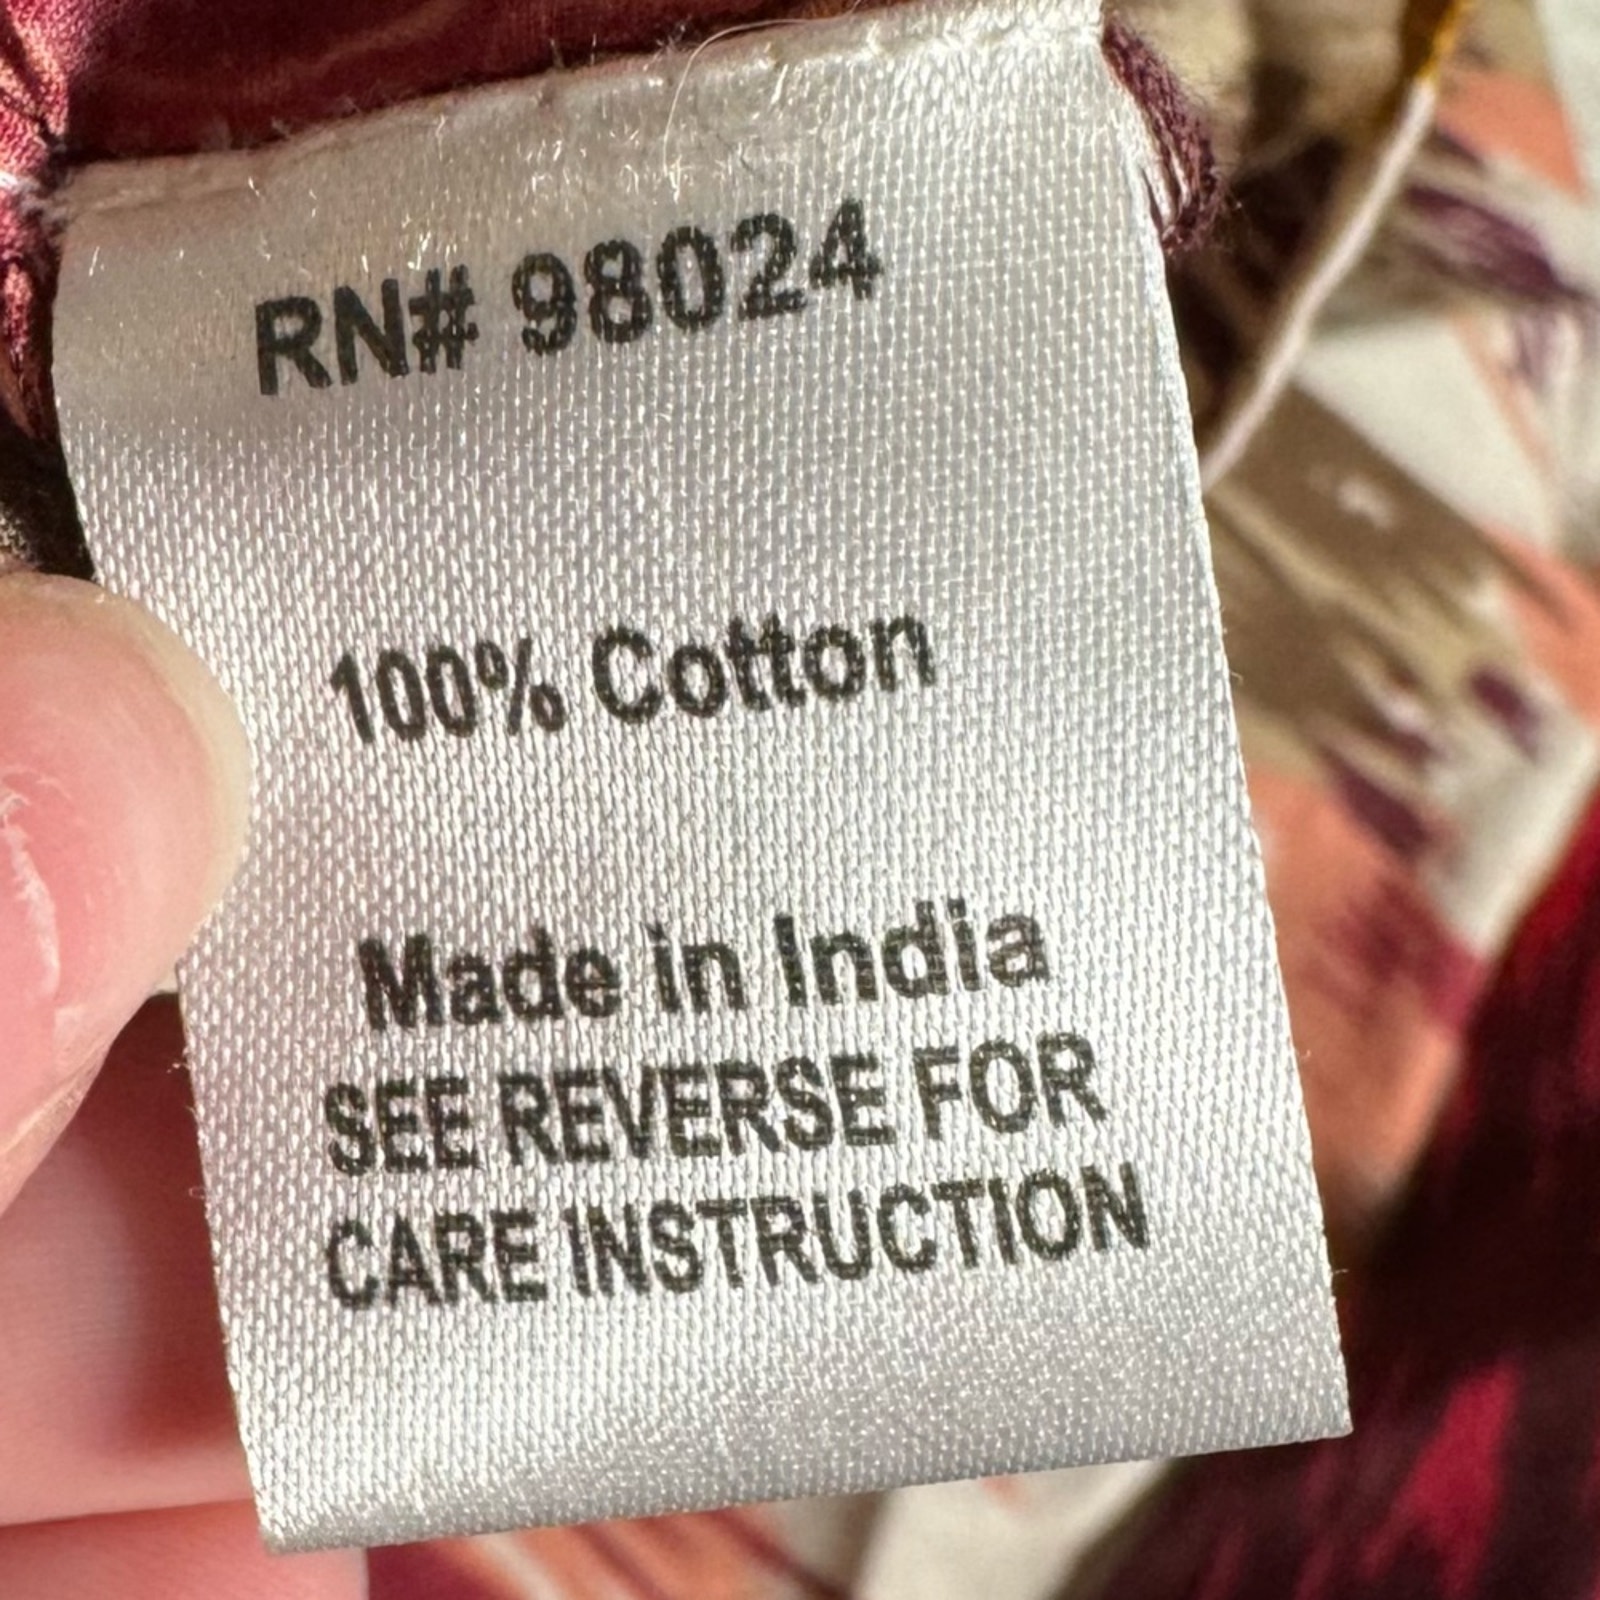 RN# 98024
100% Cotton
Made in India
SEE REVERSE FOR
CARE INSTRUCTION